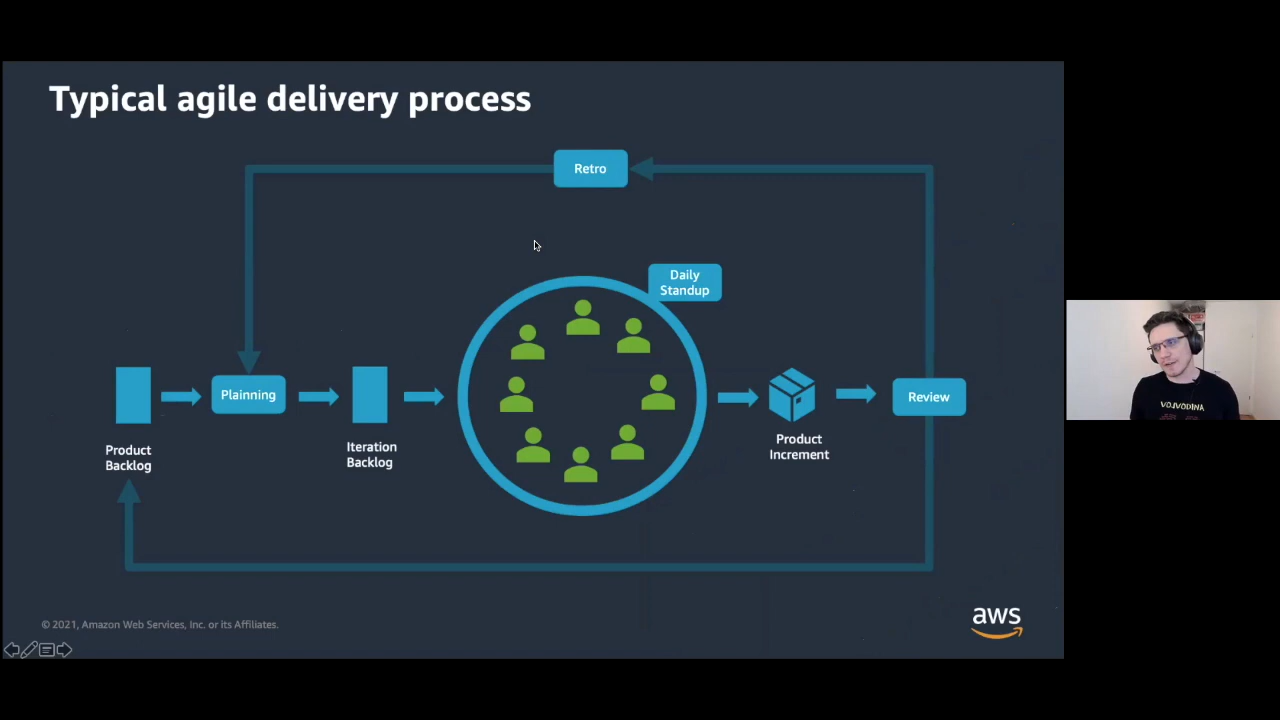 Typical agile delivery process
Retro
Daily
Standup
Plainning
Review
Product
Backlog
Iteration
Backlog
Product
Increment
© 2021, Amazon Web Services, Inc. or its Affiliates.
aws
VOJVODINA